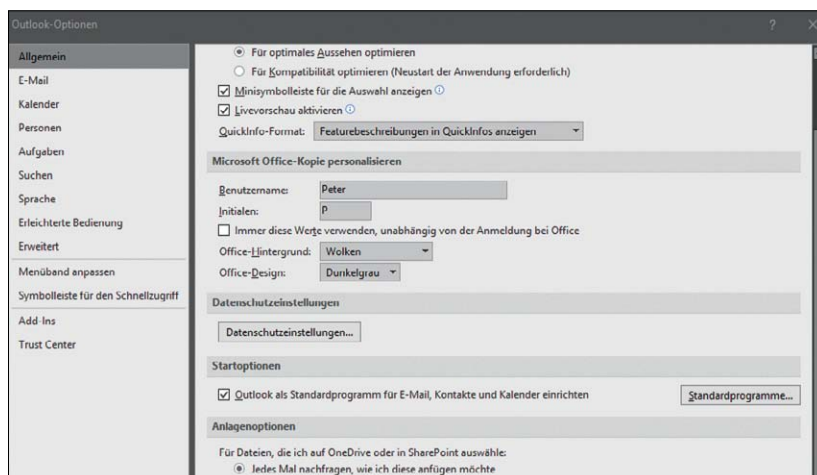 Outlook-Optionen
?
Allgemein
E-Mail
Kalender
Personen
Aufgaben
Suchen
Sprache
Erleichterte Bedienung
Erweitert
Menüband anpassen
Symbolleiste für den Schnellzugriff
Add-Ins
Trust Center
Für optimales Aussehen optimieren
Für Kompatibilität optimieren (Neustart der Anwendung erforderlich)
Minisymbolleiste für die Auswahl anzeigen
Livevorschau aktivieren
QuickInfo-Format: Featurebeschreibungen in QuickInfos anzeigen
Microsoft Office-Kopie personalisieren
Benutzername: Peter
Initialen: P
Immer diese Werte verwenden, unabhängig von der Anmeldung bei Office
Office-Hintergrund: Wolken
Office-Design: Dunkelgrau
Datenschutzeinstellungen
Datenschutzeinstellungen...
Startoptionen
Outlook als Standardprogramm für E-Mail, Kontakte und Kalender einrichten Standardprogramme...
Anlagenoptionen
Für Dateien, die ich auf OneDrive oder in SharePoint auswähle:
Jedes Mal nachfragen, wie ich diese anfügen möchte